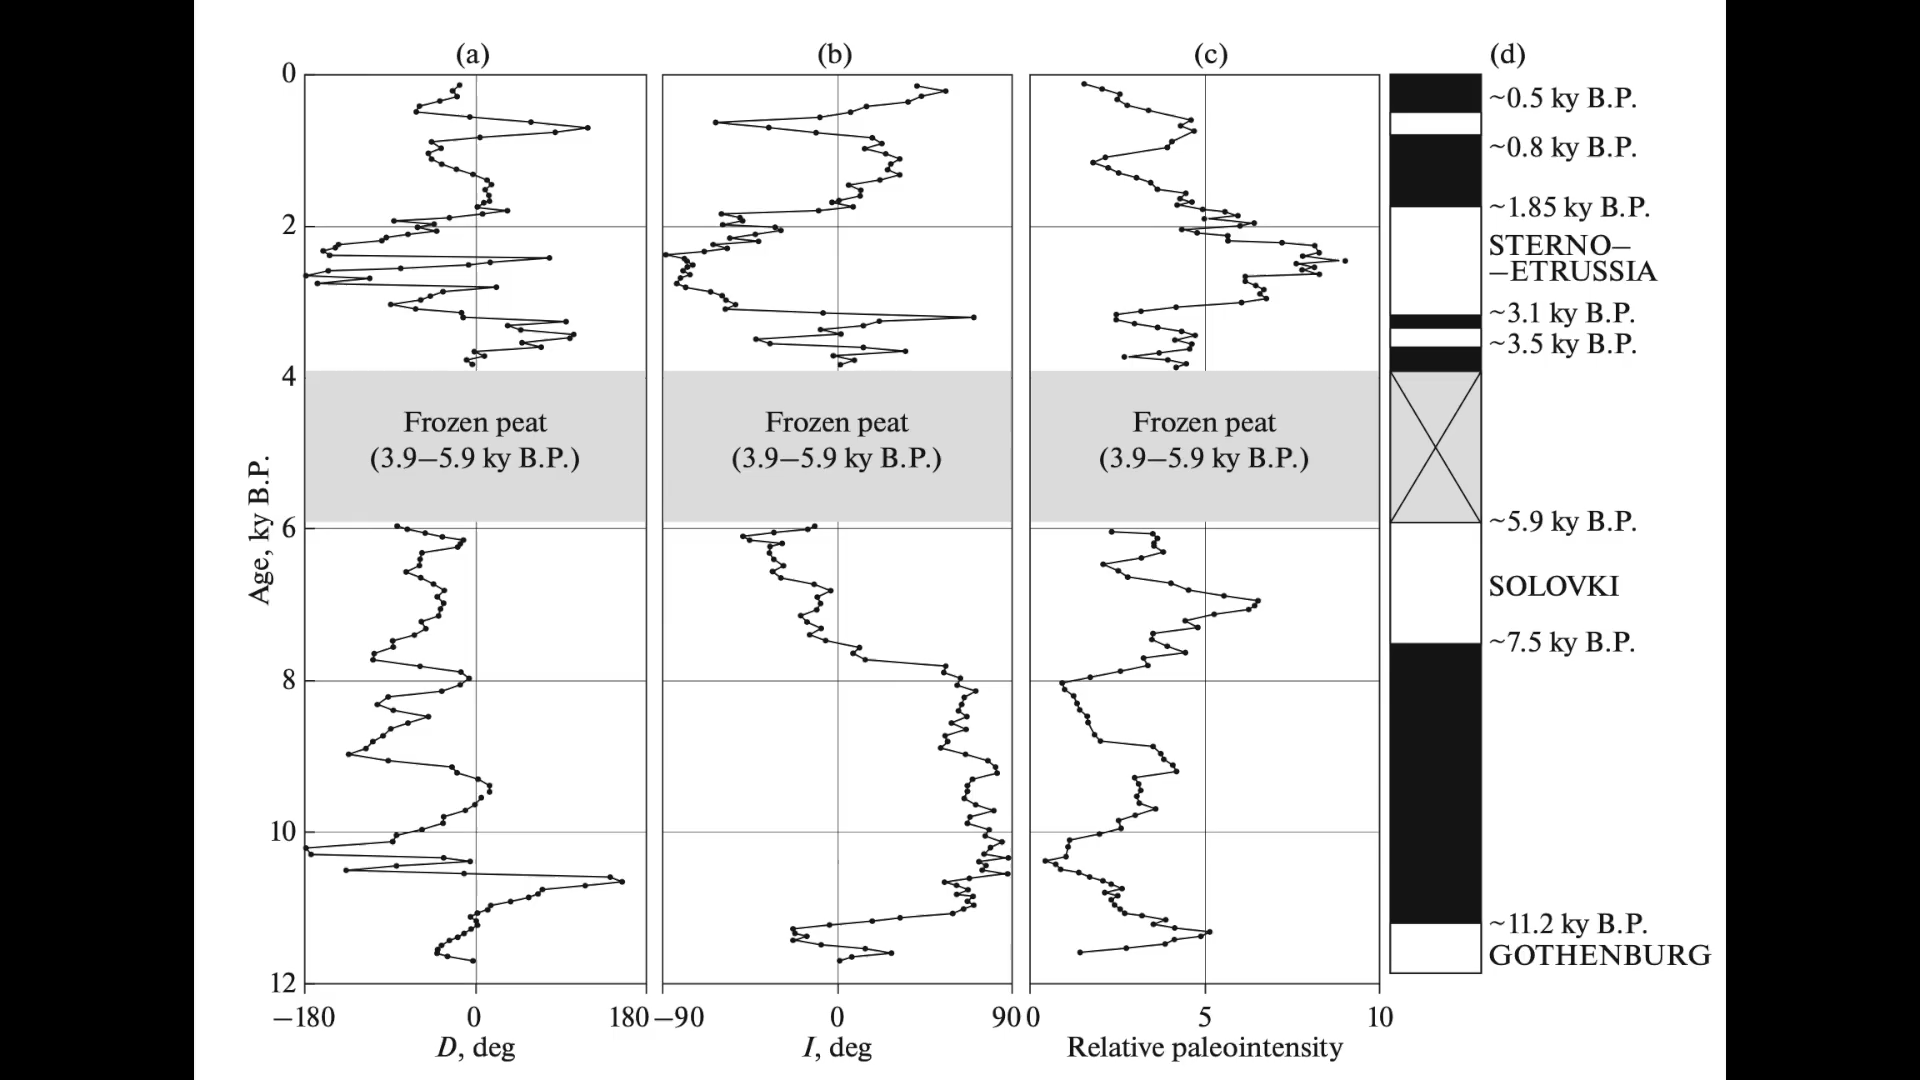 (a) (b) (c) (d)
0
2
4
6
8
10
12
Age, ky B.P.
Frozen peat
(3.9–5.9 ky B.P.)
Frozen peat
(3.9–5.9 ky B.P.)
Frozen peat
(3.9–5.9 ky B.P.)
~0.5 ky B.P.
~0.8 ky B.P.
~1.85 ky B.P.
STERNO–
–ETRUSSIA
~3.1 ky B.P.
~3.5 ky B.P.
~5.9 ky B.P.
SOLOVKI
~7.5 ky B.P.
~11.2 ky B.P.
GOTHENBURG
–180 0 180
–90 0 90
0 5 10
D, deg
I, deg
Relative paleointensity